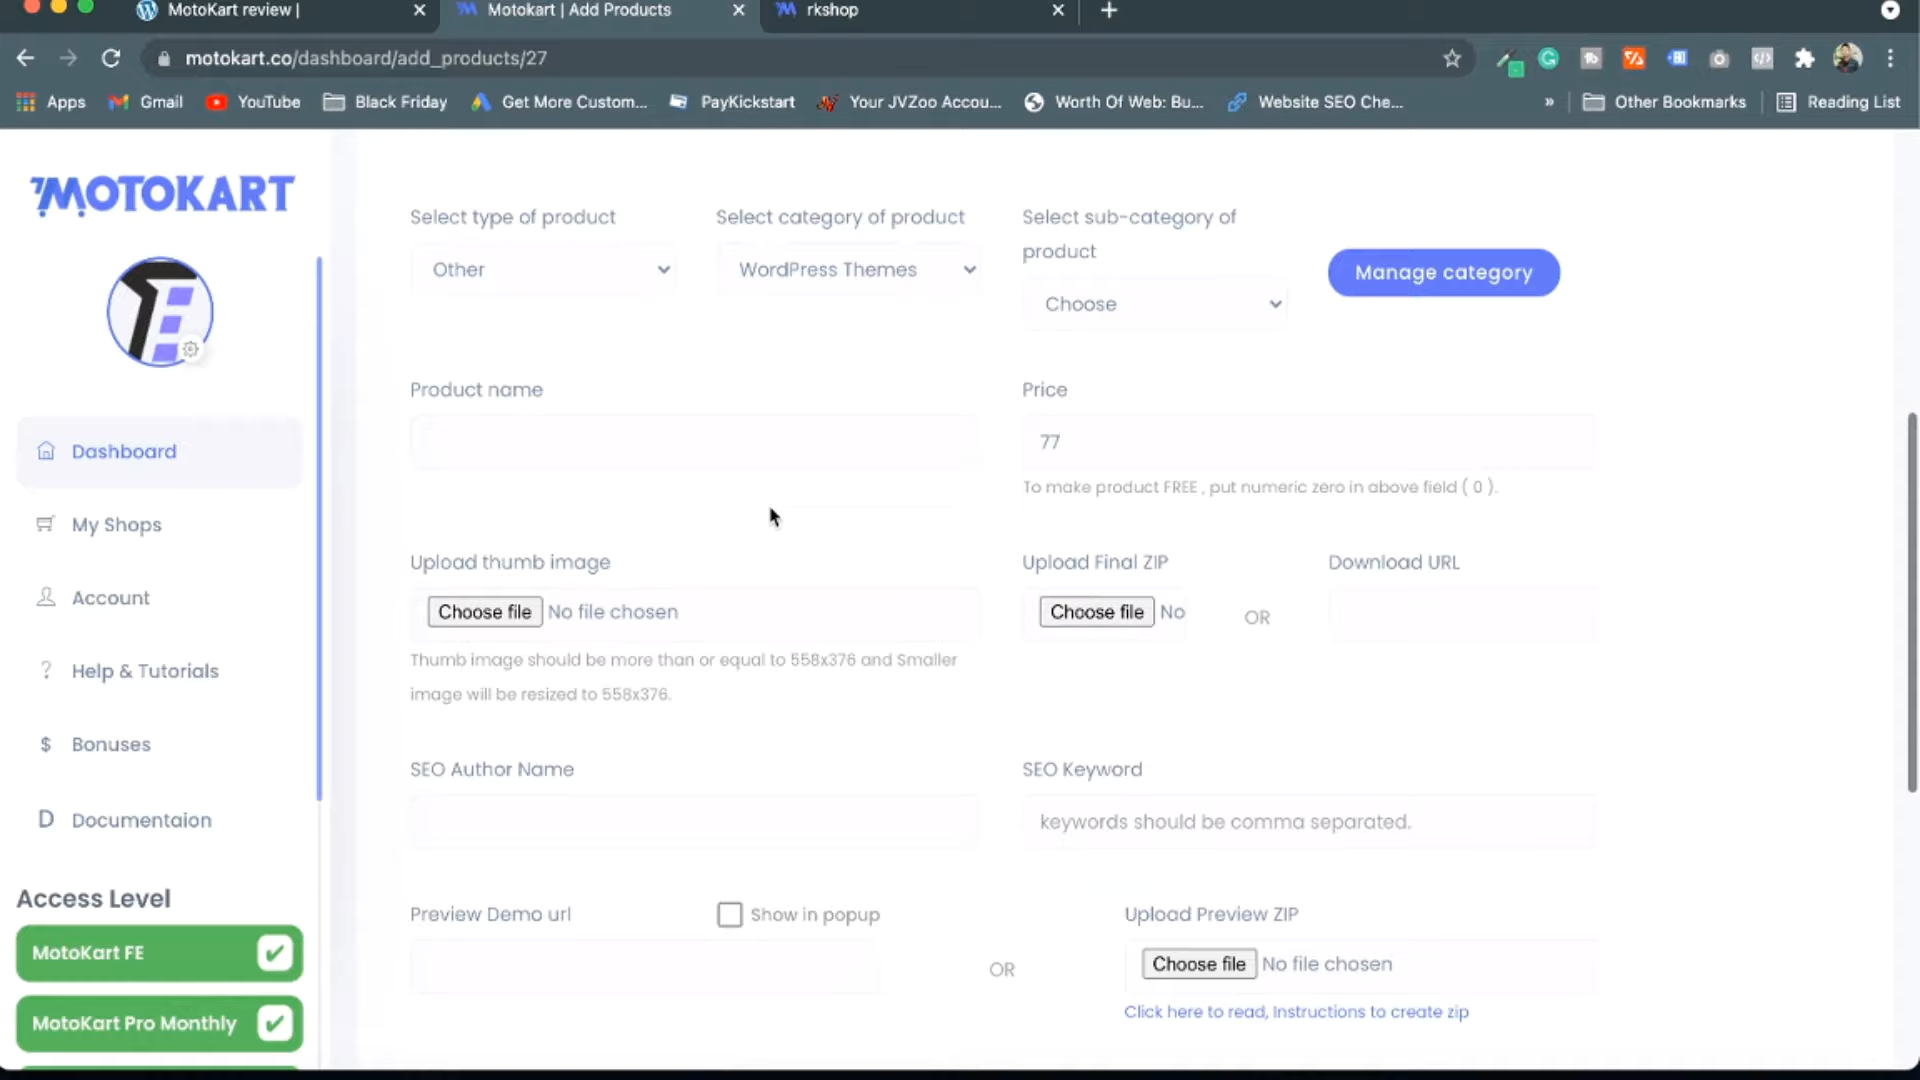 MotoKart review |
Motokart | Add Products
rkshop
motokart.co/dashboard/add_products/27
Apps
Gmail
YouTube
Black Friday
Get More Custom...
PayKickstart
Your JVZoo Accou...
Worth Of Web: Bu...
Website SEO Che...
»
Other Bookmarks
Reading List
MOTOKART
Dashboard
My Shops
Account
? Help & Tutorials
$ Bonuses
D Documentaion
Access Level
MotoKart FE
MotoKart Pro Monthly
Select type of product
Other
Select category of product
WordPress Themes
Select sub-category of
product
Choose
Manage category
Product name
Price
77
To make product FREE , put numeric zero in above field ( 0 ).
Upload thumb image
Choose file No file chosen
Thumb image should be more than or equal to 558x376 and Smaller
image will be resized to 558x376.
Upload Final ZIP
Choose file No
OR
Download URL
SEO Author Name
SEO Keyword
keywords should be comma separated.
Preview Demo url
Show in popup
OR
Upload Preview ZIP
Choose file No file chosen
Click here to read, Instructions to create zip